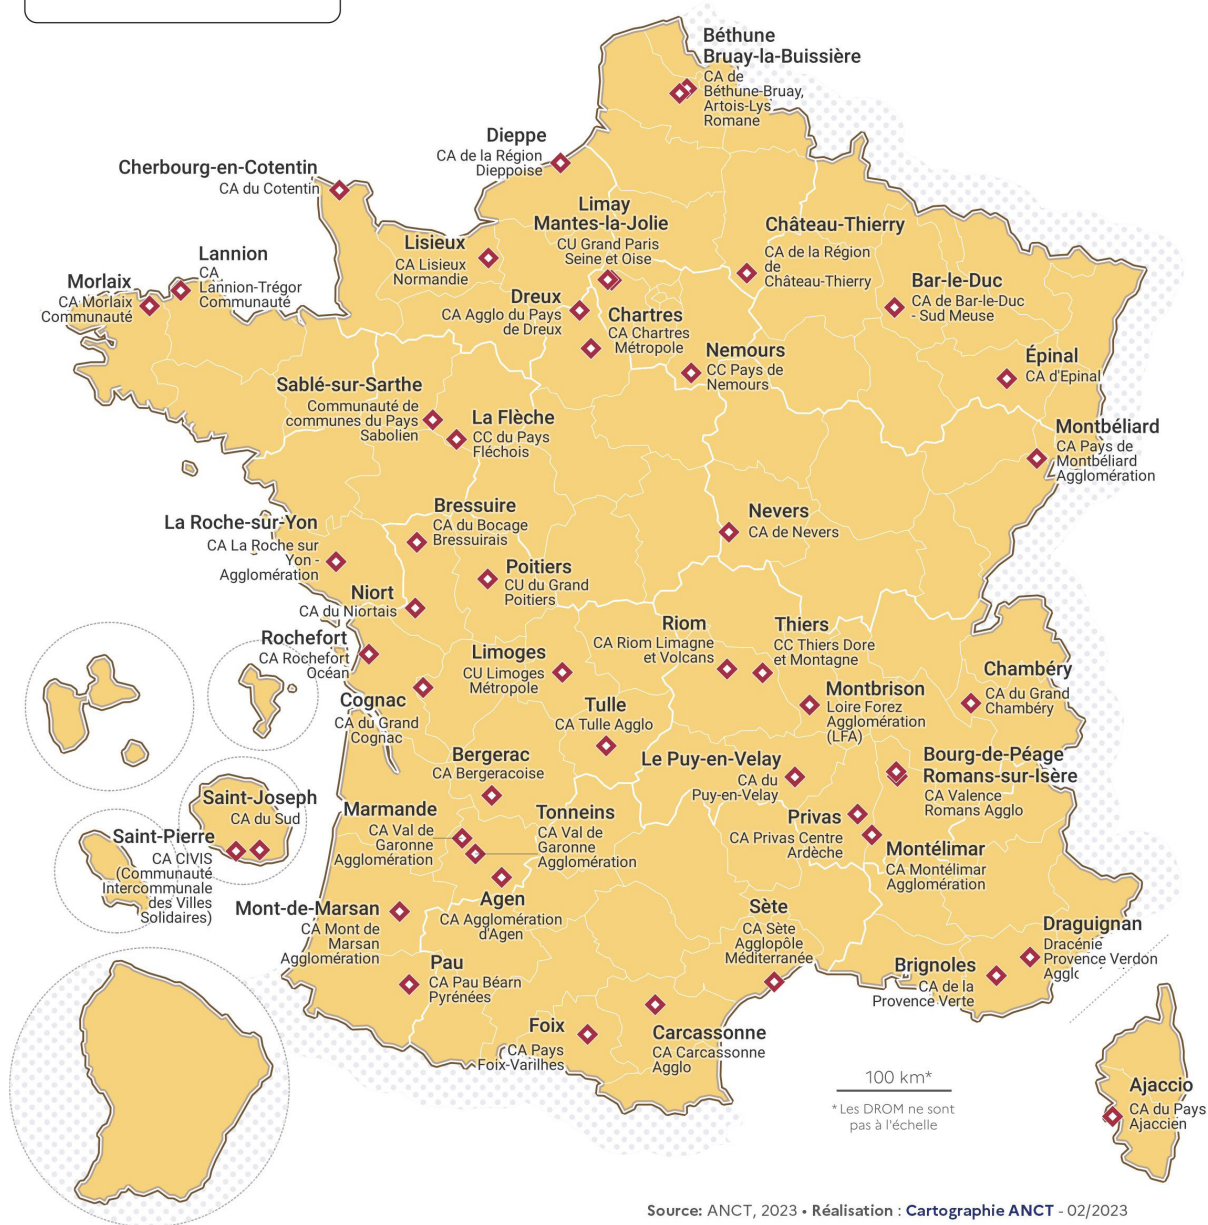 Béthune
Bruay-la-Buissière
CA de
Béthune-Bruay,
Artois-Lys
Romane
Dieppe
CA de la Région
Dieppoise
Cherbourg-en-Cotentin
CA du Cotentin
Limay
Mantes-la-Jolie
CU Grand Paris
Seine et Oise
Château-Thierry
CA de la Région
de
Château-Thierry
Lisieux
CA Lisieux
Normandie
Lannion
CA
Lannion-Trégor
Communauté
Morlaix
CA Morlaix
Communauté
Dreux
CA Agglo du Pays
de Dreux
Chartres
CA Chartres
Métropole
Bar-le-Duc
CA de Bar-le-Duc
- Sud Meuse
Nemours
CC Pays de
Nemours
Épinal
CA d'Epinal
Sablé-sur-Sarthe
Communauté de
communes du Pays
Sabolien
La Flèche
CC du Pays
Fléchois
Montbéliard
CA Pays de
Montbéliard
Agglomération
Bressuire
CA du Bocage
Bressuirais
Nevers
CA de Nevers
La Roche-sur-Yon
CA La Roche sur
Yon -
Agglomération
Poitiers
CU du Grand
Poitiers
Niort
CA du Niortais
Rochefort
CA Rochefort
Océan
Limoges
CU Limoges
Métropole
Riom
CA Riom Limagne
et Volcans
Thiers
CC Thiers Dore
et Montagne
Chambéry
CA du Grand
Chambéry
Cognac
CA du Grand
Cognac
Tulle
CA Tulle Agglo
Montbrison
Loire Forez
Agglomération
(LFA)
Bergerac
CA Bergeracoise
Le Puy-en-Velay
CA du
Puy-en-Velay
Bourg-de-Péage
Romans-sur-Isère
CA Valence
Romans Agglo
Saint-Joseph
CA du Sud
Marmande
CA Val de
Garonne
Agglomération
Tonneins
CA Val de
Garonne
Agglomération
Privas
CA Privas Centre
Ardèche
Saint-Pierre
CA CIVIS
(Communauté
Intercommunale
des Villes
Solidaires)
Montélimar
CA Montélimar
Agglomération
Agen
CA Agglomération
d'Agen
Mont-de-Marsan
CA Mont de
Marsan
Agglomération
Sète
CA Sète
Agglopôle
Méditerranée
Draguignan
Dracénie
Provence Verdon
Agglo
Brignoles
CA de la
Provence Verte
Pau
CA Pau Béarn
Pyrénées
Foix
CA Pays
Foix-Varilhes
Carcassonne
CA Carcassonne
Agglo
100 km*
* Les DROM ne sont
pas à l'échelle
Ajaccio
CA du Pays
Ajaccien
Source: ANCT, 2023 • Réalisation : Cartographie ANCT - 02/2023